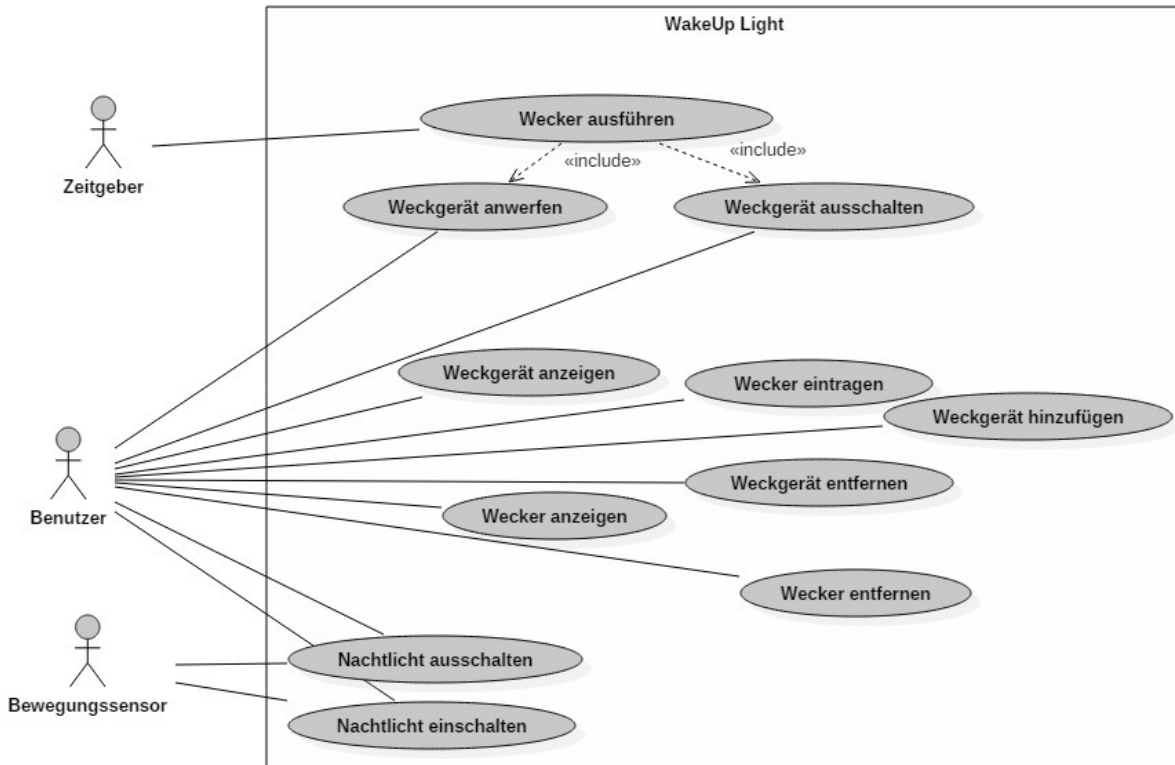 WakeUp Light
Wecker ausführen
«include»
«include»
Zeitgeber
Weckgerät anwerfen
Weckgerät ausschalten
Weckgerät anzeigen
Wecker eintragen
Weckgerät hinzufügen
Weckgerät entfernen
Benutzer
Wecker anzeigen
Wecker entfernen
Nachtlicht ausschalten
Bewegungssensor
Nachtlicht einschalten